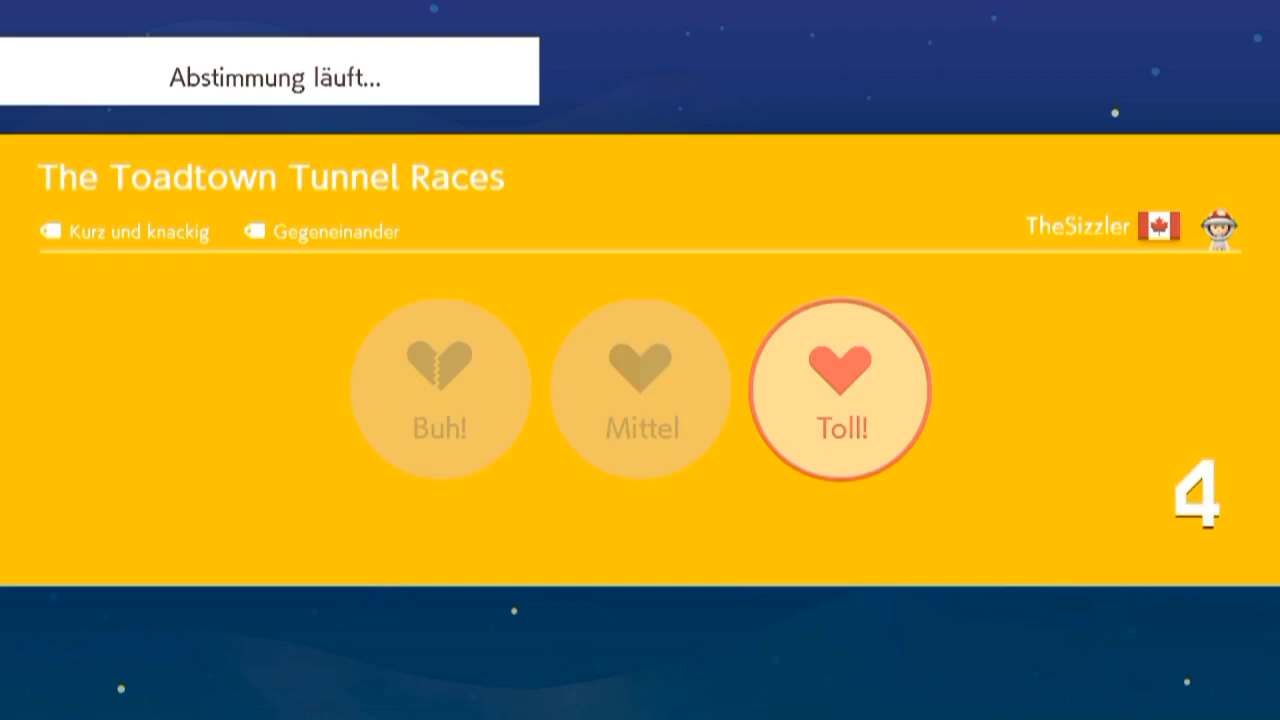 Abstimmung läuft...
The Toadtown Tunnel Races
Kurz und knackig Gegeneinander
TheSizzler
Buh! Mittel Toll!
4